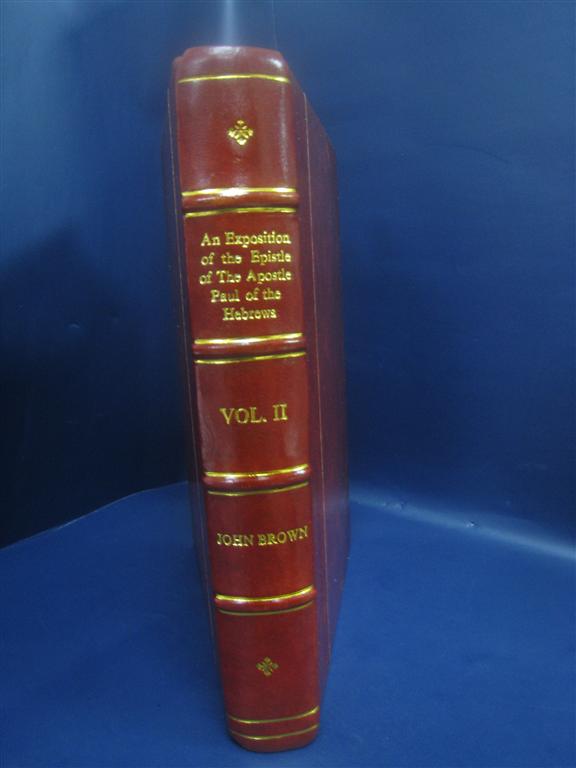 An Exposition
of the Epistle
of The Apostle
Paul of the
Hebrews
VOL. II
JOHN BROWN